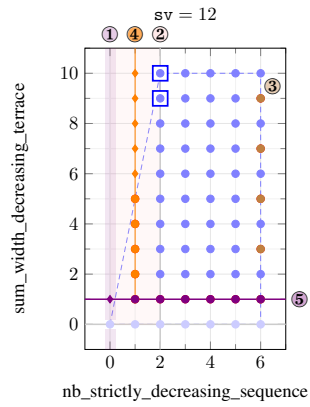 sv = 12
① ④ ②
10
③
8
6
4
2
⑤
0
0 2 4 6
sum_width_decreasing_terrace
nb_strictly_decreasing_sequence